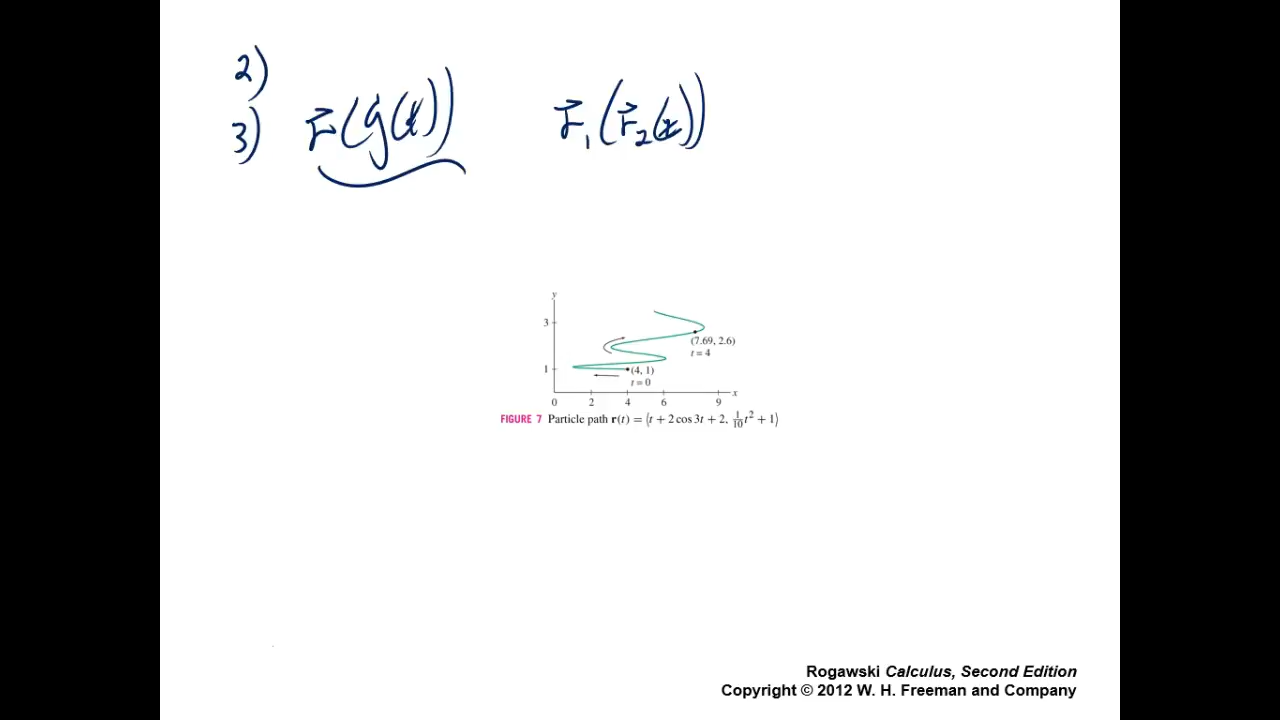 2)
3) r⃗(g(t)) r⃗₁(r⃗₂(t))
y
3
(7.69, 2.6)
t = 4
1
(4, 1)
t = 0
x
0 2 4 6 9
FIGURE 7 Particle path r(t) = ⟨t + 2 cos 3t + 2, 1/10 t² + 1⟩
Rogawski Calculus, Second Edition
Copyright © 2012 W. H. Freeman and Company